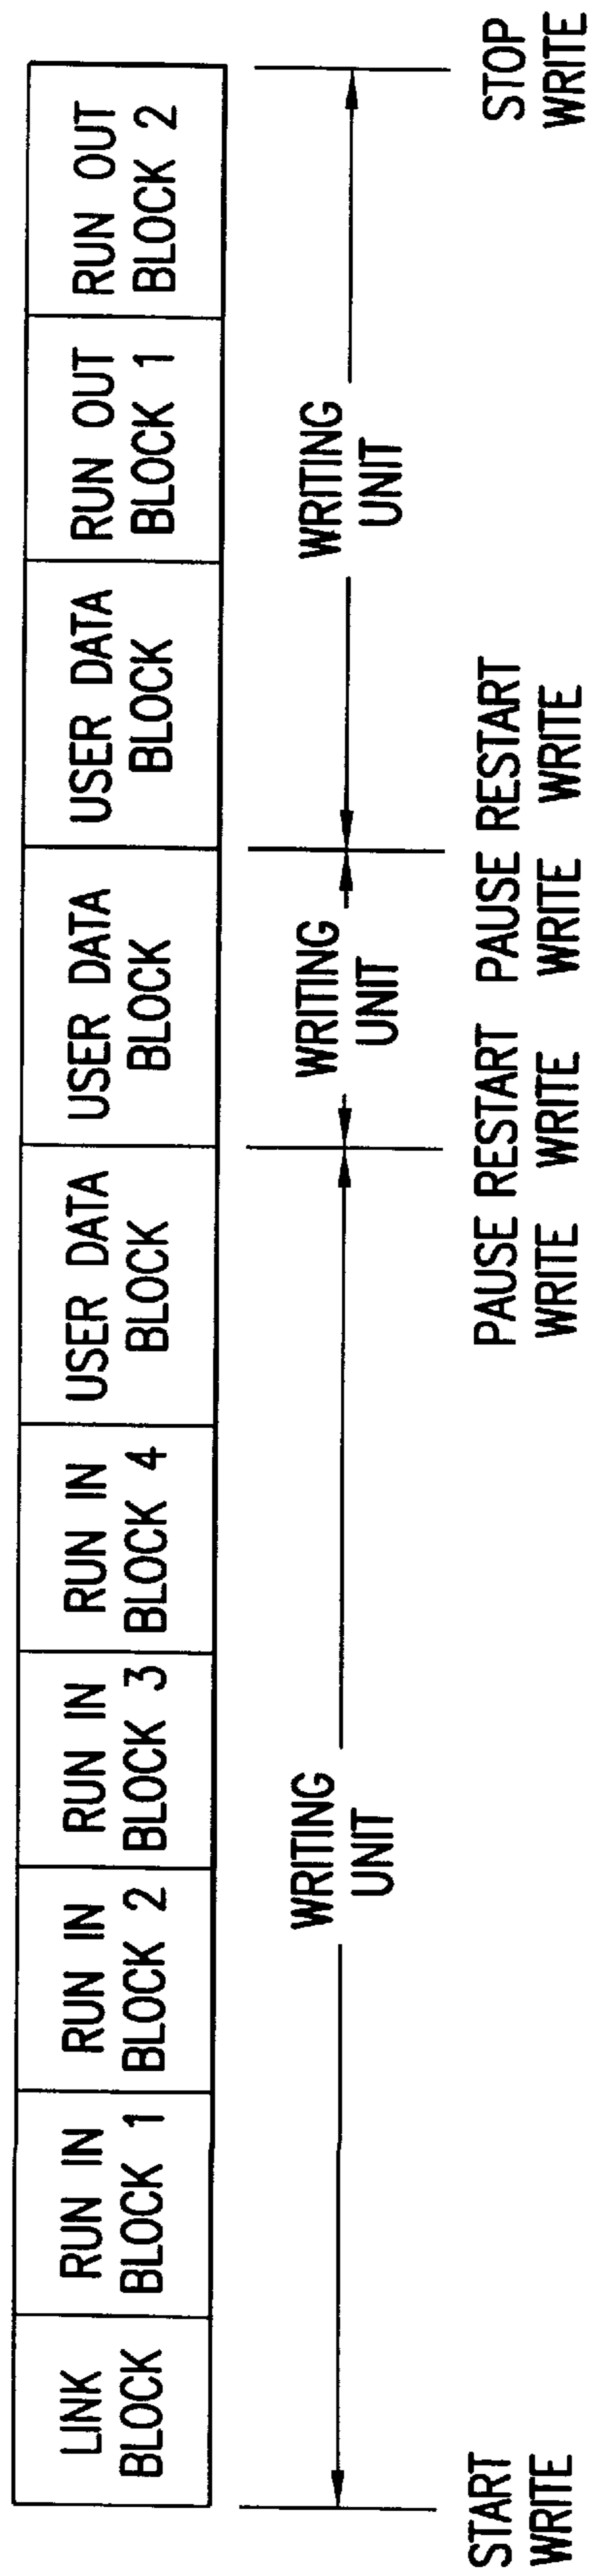 LINK
BLOCK
RUN IN
BLOCK 1
RUN IN
BLOCK 2
RUN IN
BLOCK 3
RUN IN
BLOCK 4
USER DATA
BLOCK
USER DATA
BLOCK
USER DATA
BLOCK
RUN OUT
BLOCK 1
RUN OUT
BLOCK 2
WRITING
UNIT
WRITING
UNIT
WRITING
UNIT
START
WRITE
PAUSE RESTART
WRITE WRITE
PAUSE RESTART
WRITE WRITE
STOP
WRITE